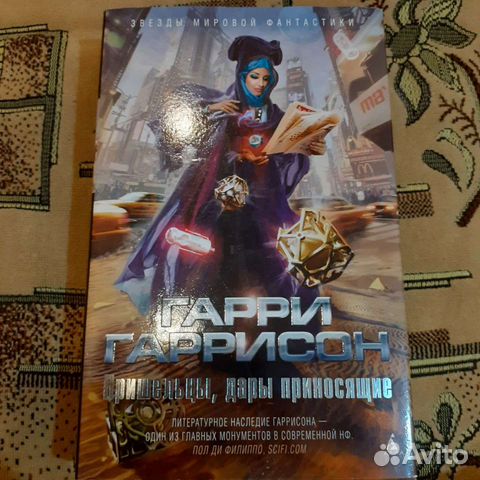 ЗВЕЗДЫ МИРОВОЙ ФАНТАСТИКИ
ma
ГАРРИ
ГАРРИСОН
Пришельцы, дары приносящие
ЛИТЕРАТУРНОЕ НАСЛЕДИЕ ГАРРИСОНА —
ОДИН ИЗ ГЛАВНЫХ МОНУМЕНТОВ В СОВРЕМЕННОЙ НФ.
ПОЛ ДИ ФИЛИППО, SCIFI.COM
Avito